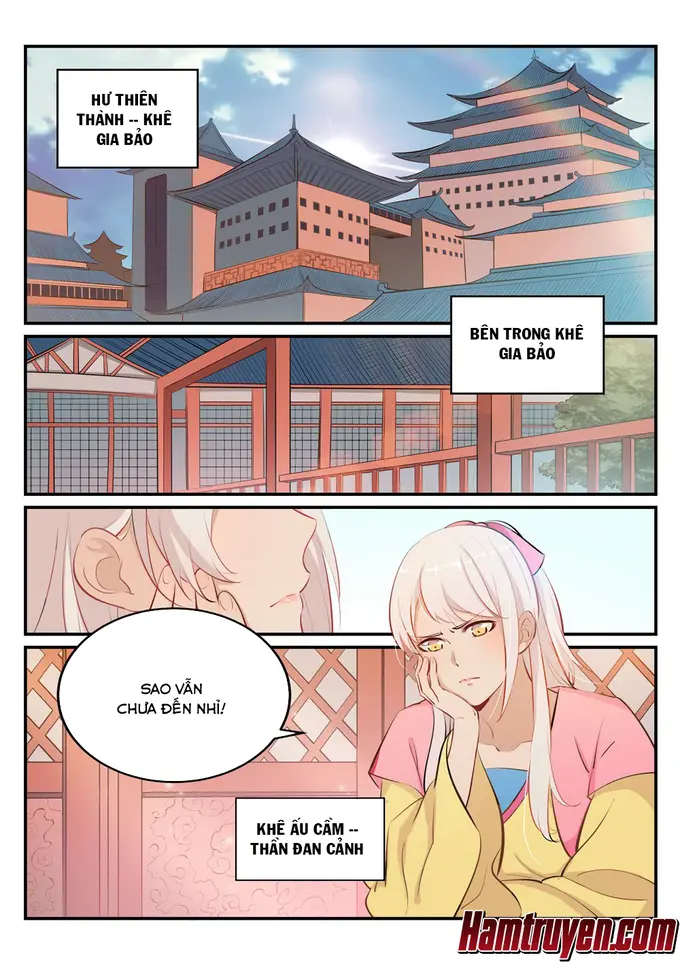 HƯ THIÊN
THÀNH -- KHÊ
GIA BẢO
BÊN TRONG KHÊ
GIA BẢO
SAO VẪN
CHƯA ĐẾN NHỈ!
KHÊ ẤU CẦM --
THẦN ĐAN CẢNH
Hamtruyen.com